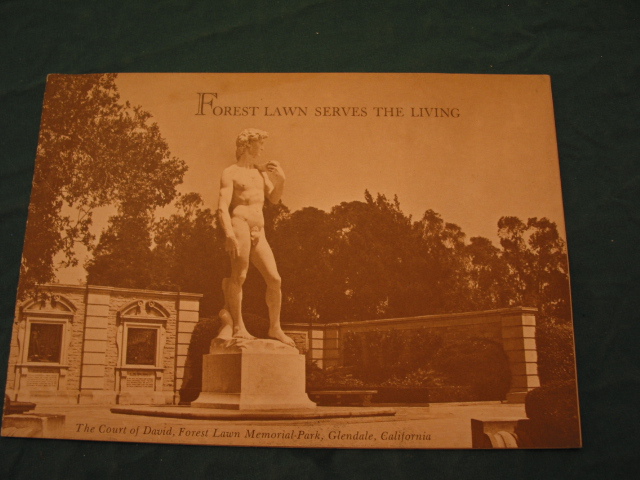 FOREST LAWN SERVES THE LIVING
The Court of David, Forest Lawn Memorial-Park, Glendale, California